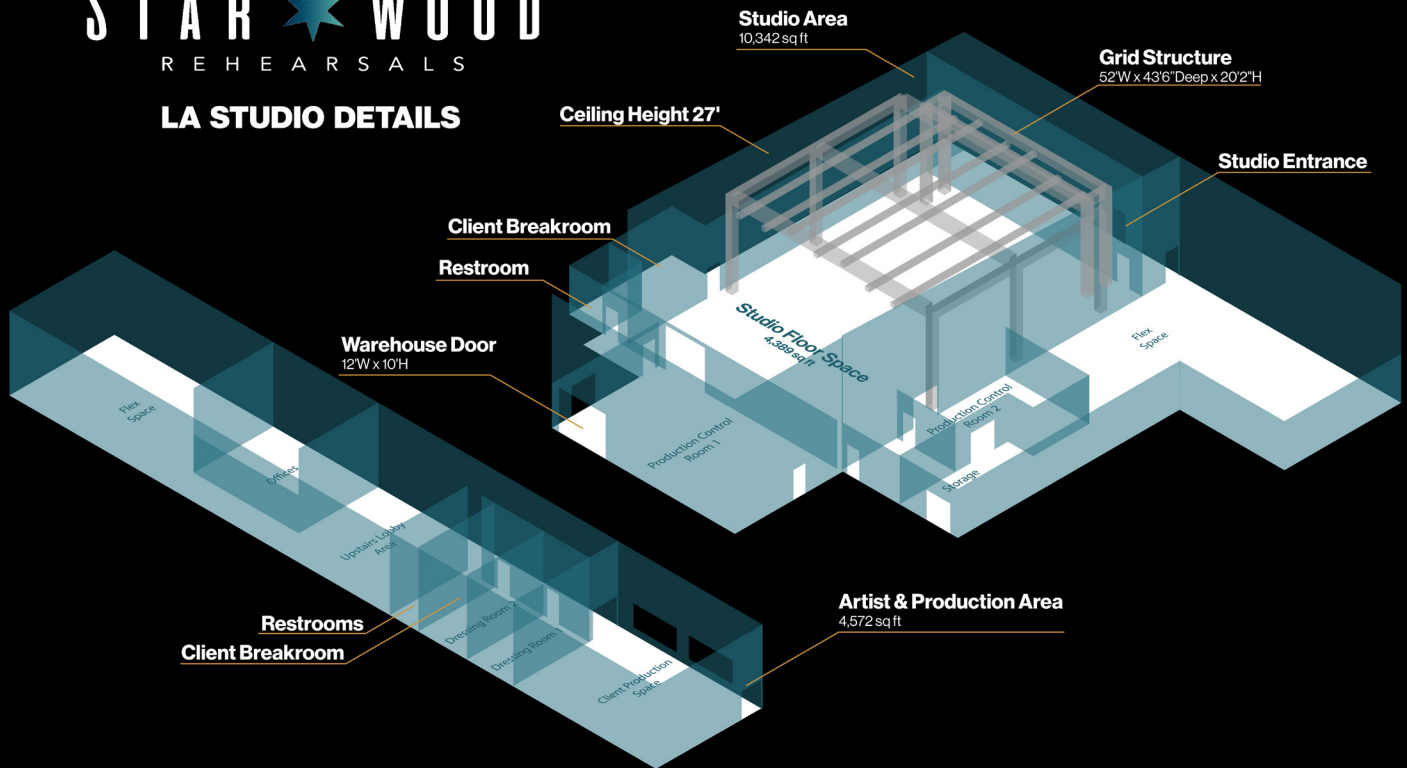 STAR WOOD
REHEARSALS
LA STUDIO DETAILS
Studio Area
10,342 sq ft
Grid Structure
52'W x 43'6"Deep x 20'2"H
Ceiling Height 27'
Studio Entrance
Client Breakroom
Restroom
Warehouse Door
12'W x 10'H
Studio Floor Space
4,389 sq ft
Flex
Space
Production Control
Room 1
Production Control
Room 2
Storage
Flex
Space
Offices
Upstairs Lobby
Area
Restrooms
Client Breakroom
Dressing Room 2
Dressing Room 1
Client Production
Space
Artist & Production Area
4,572 sq ft